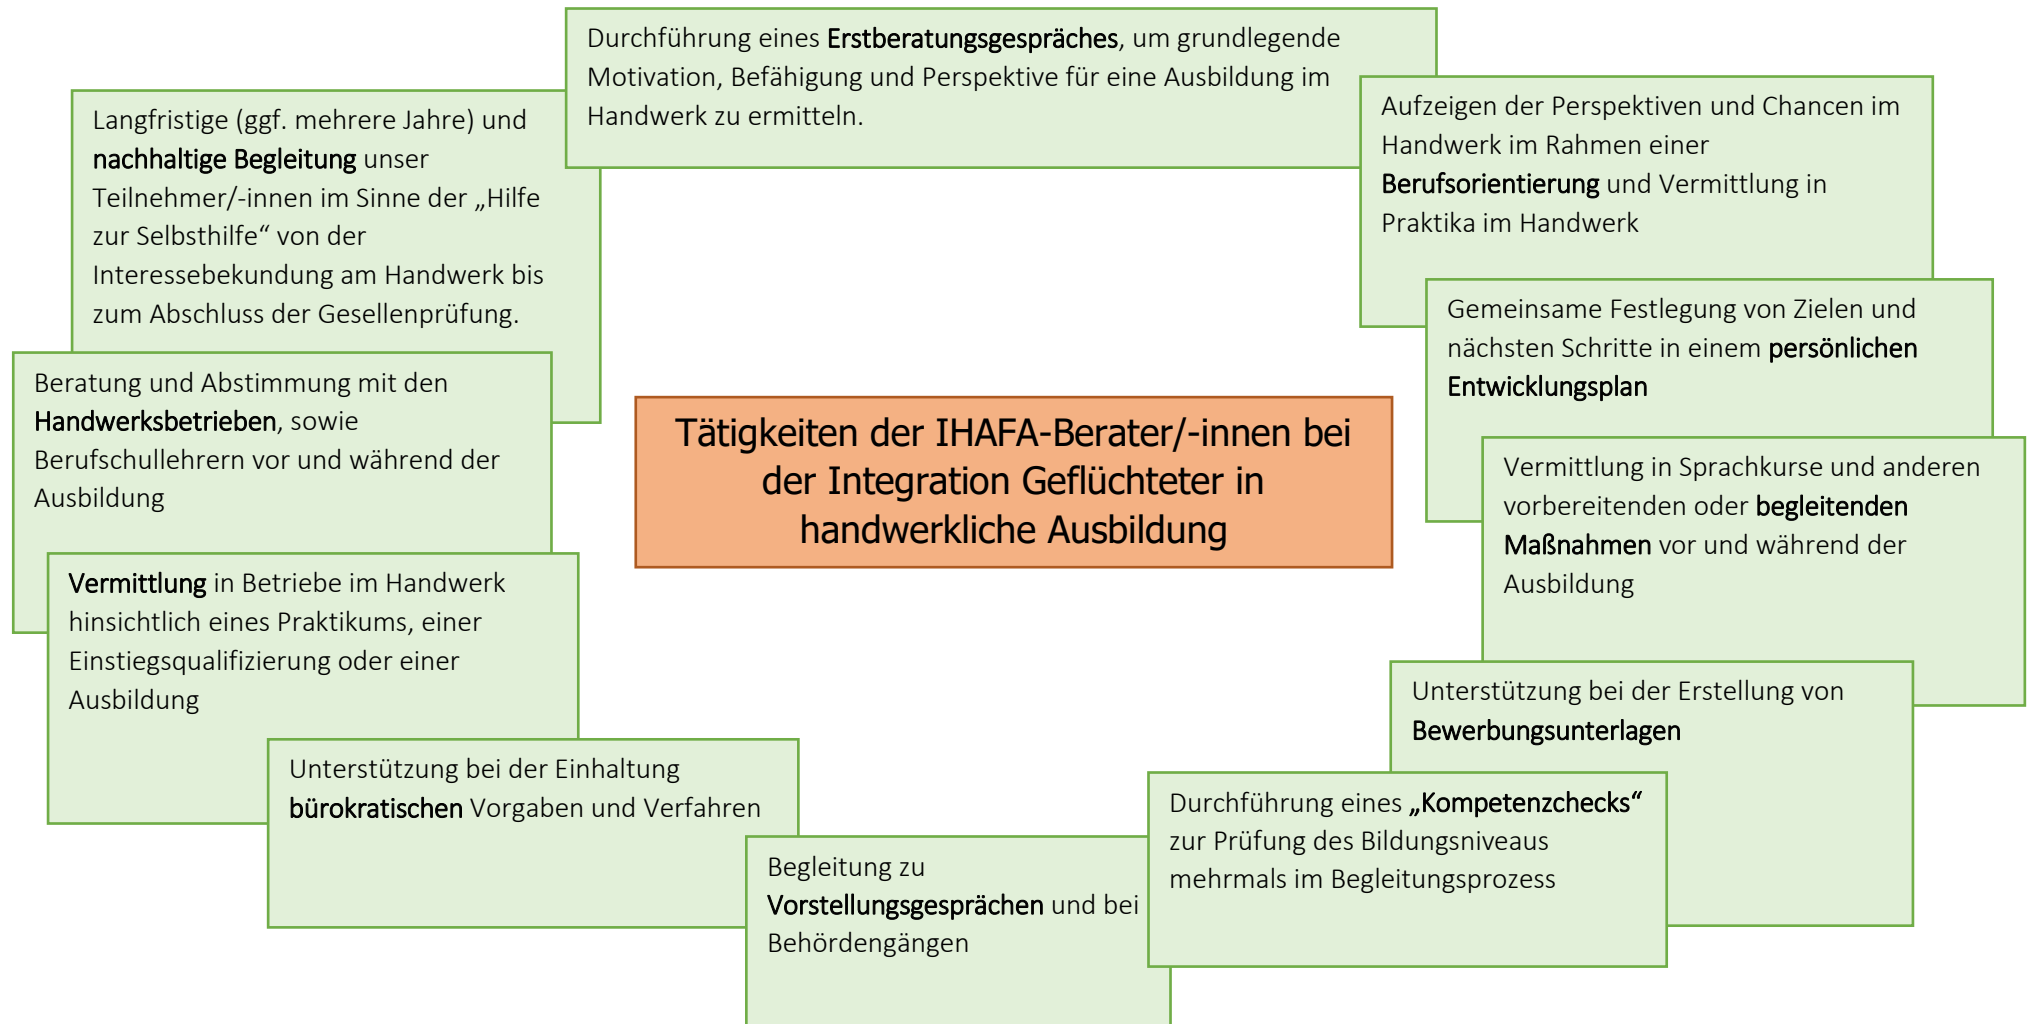 Durchführung eines Erstberatungsgespräches, um grundlegende
Motivation, Befähigung und Perspektive für eine Ausbildung im
Handwerk zu ermitteln.
Aufzeigen der Perspektiven und Chancen im
Handwerk im Rahmen einer
Berufsorientierung und Vermittlung in
Praktika im Handwerk
Gemeinsame Festlegung von Zielen und
nächsten Schritte in einem persönlichen
Entwicklungsplan
Vermittlung in Sprachkurse und anderen
vorbereitenden oder begleitenden
Maßnahmen vor und während der
Ausbildung
Unterstützung bei der Erstellung von
Bewerbungsunterlagen
Durchführung eines „Kompetenzchecks“
zur Prüfung des Bildungsniveaus
mehrmals im Begleitungsprozess
Begleitung zu
Vorstellungsgesprächen und bei
Behördengängen
Unterstützung bei der Einhaltung
bürokratischen Vorgaben und Verfahren
Vermittlung in Betriebe im Handwerk
hinsichtlich eines Praktikums, einer
Einstiegsqualifizierung oder einer
Ausbildung
Beratung und Abstimmung mit den
Handwerksbetrieben, sowie
Berufschullehrern vor und während der
Ausbildung
Langfristige (ggf. mehrere Jahre) und
nachhaltige Begleitung unser
Teilnehmer/-innen im Sinne der „Hilfe
zur Selbsthilfe“ von der
Interessebekundung am Handwerk bis
zum Abschluss der Gesellenprüfung.
Tätigkeiten der IHAFA-Berater/-innen bei
der Integration Geflüchteter in
handwerkliche Ausbildung